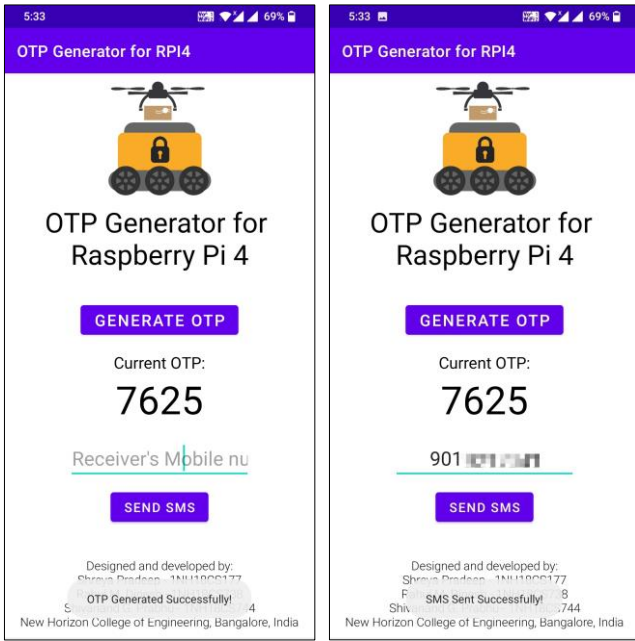 5:33
69%
OTP Generator for RPI4
OTP Generator for
Raspberry Pi 4
GENERATE OTP
Current OTP:
7625
Receiver's Mobile nu
SEND SMS
Designed and developed by:
OTP Generated Successfully!
New Horizon College of Engineering, Bangalore, India
5:33
69%
OTP Generator for RPI4
OTP Generator for
Raspberry Pi 4
GENERATE OTP
Current OTP:
7625
901
SEND SMS
Designed and developed by:
SMS Sent Successfully!
New Horizon College of Engineering, Bangalore, India